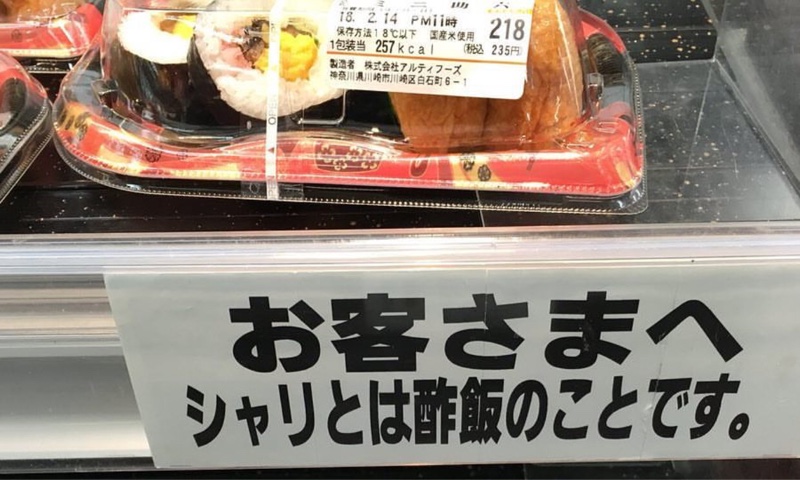 18. 2.14 PM11時
保存方法18℃以下 国産米使用
218
1包装当 257kcal
(税込 235円)
製造者 株式会社アルティフーズ
神奈川県川崎市川崎区白石町6-1
お客さまへ
シャリとは酢飯のことです。